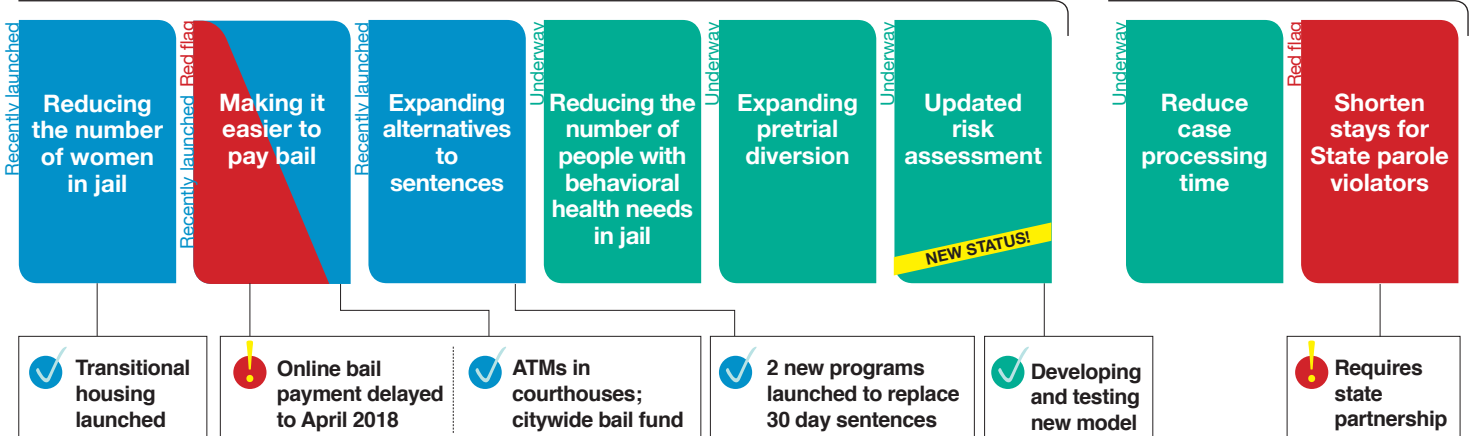 Recently launched
Reducing
the number
of women
in jail
Recently launched Red flag
Making it
easier to
pay bail
Recently launched
Expanding
alternatives
to
sentences
Underway
Reducing the
number of
people with
behavioral
health needs
in jail
Underway
Expanding
pretrial
diversion
Underway
Updated
risk
assessment
NEW STATUS!
Underway
Reduce
case
processing
time
Red flag
Shorten
stays for
State parole
violators
Transitional
housing
launched
Online bail
payment delayed
to April 2018
ATMs in
courthouses;
citywide bail fund
2 new programs
launched to replace
30 day sentences
Developing
and testing
new model
Requires
state
partnership